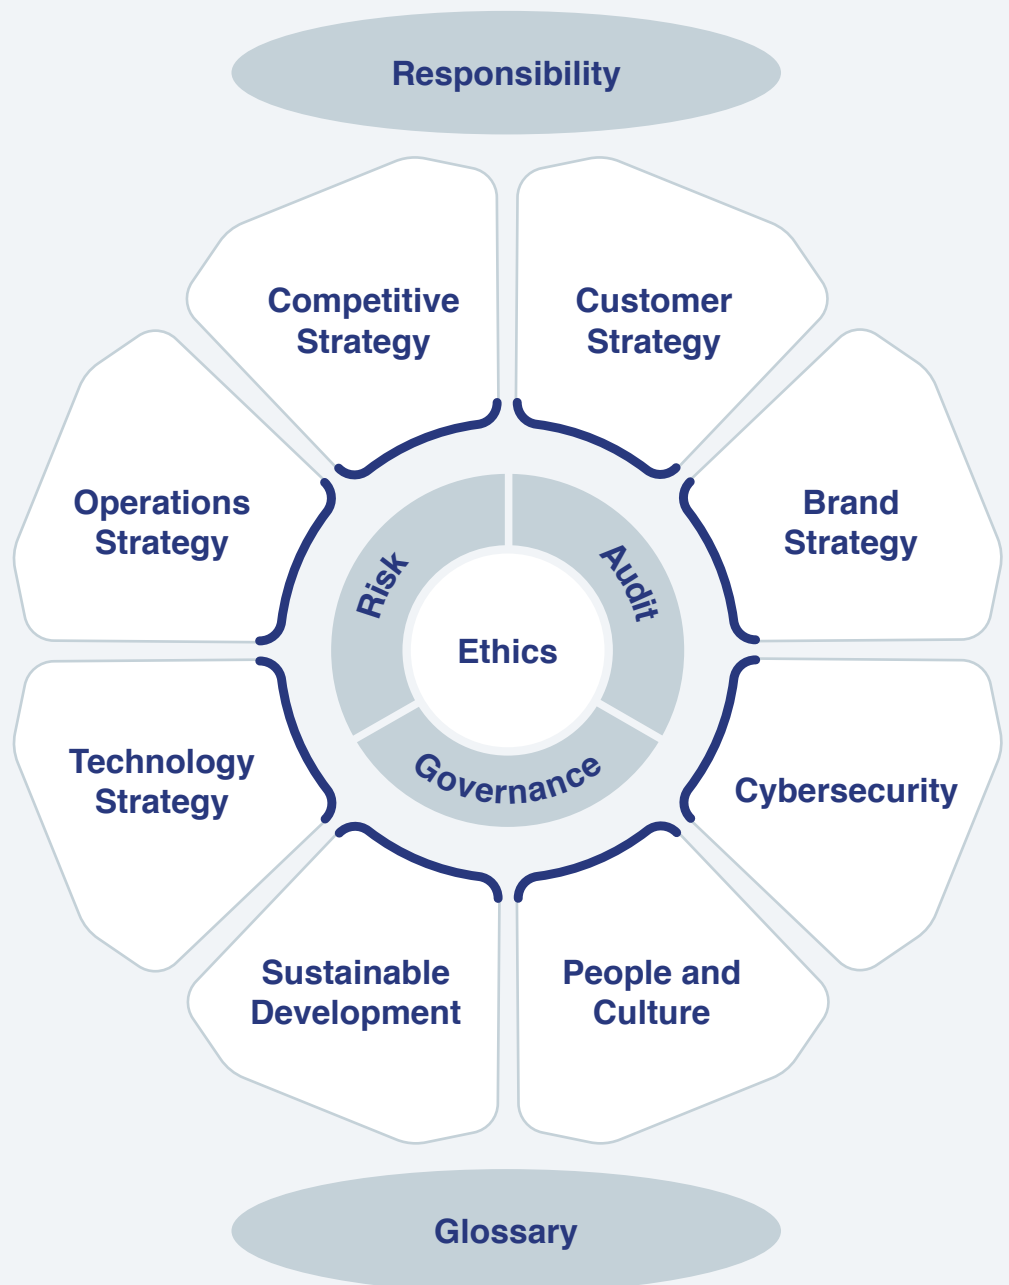 Responsibility
Competitive
Strategy
Customer
Strategy
Operations
Strategy
Brand
Strategy
Risk
Audit
Ethics
Governance
Technology
Strategy
Cybersecurity
Sustainable
Development
People and
Culture
Glossary